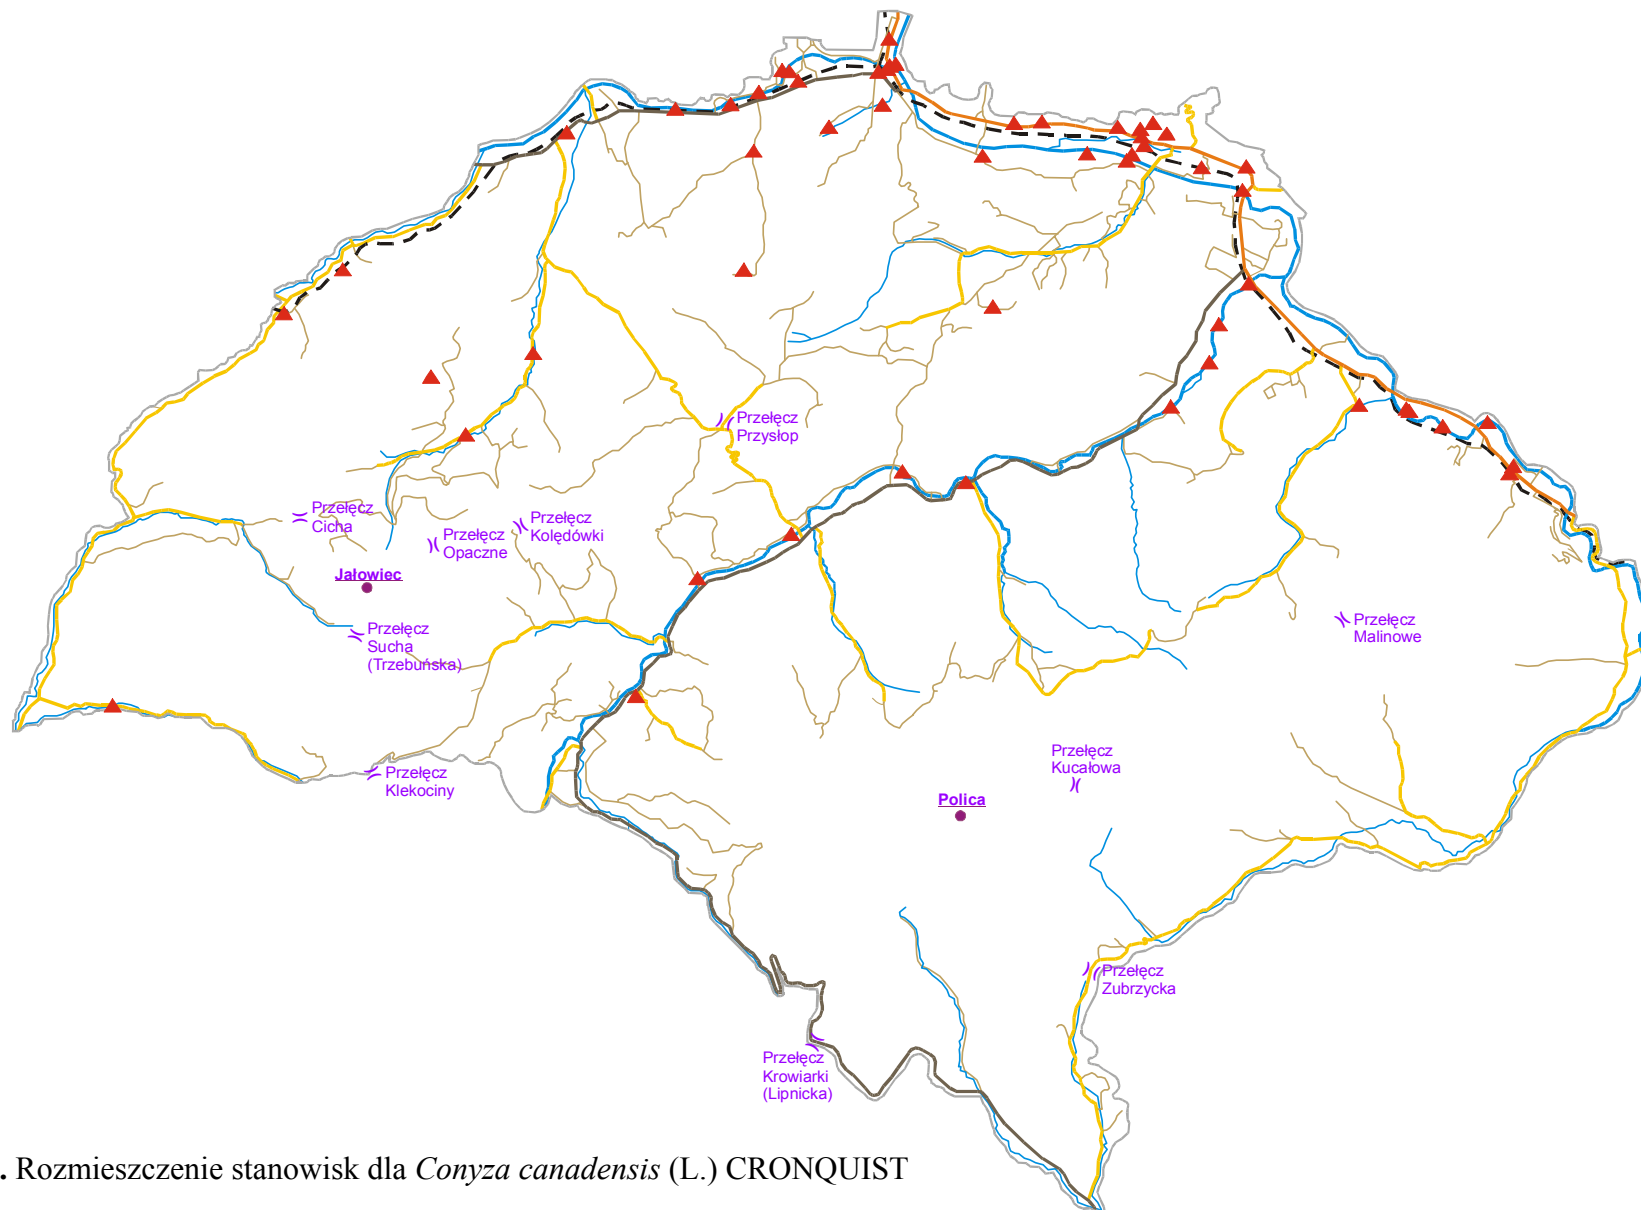 Przełęcz
Przysłop
Przełęcz
Cicha
Przełęcz
Opaczne
Przełęcz
Kolędówki
Jałowiec
Przełęcz
Sucha
(Trzebuńska)
Przełęcz
Malinowe
Przełęcz
Klekociny
Przełęcz
Kucałowa
Polica
Przełęcz
Zubrzycka
Przełęcz
Krowiarki
(Lipnicka)
. Rozmieszczenie stanowisk dla Conyza canadensis (L.) CRONQUIST